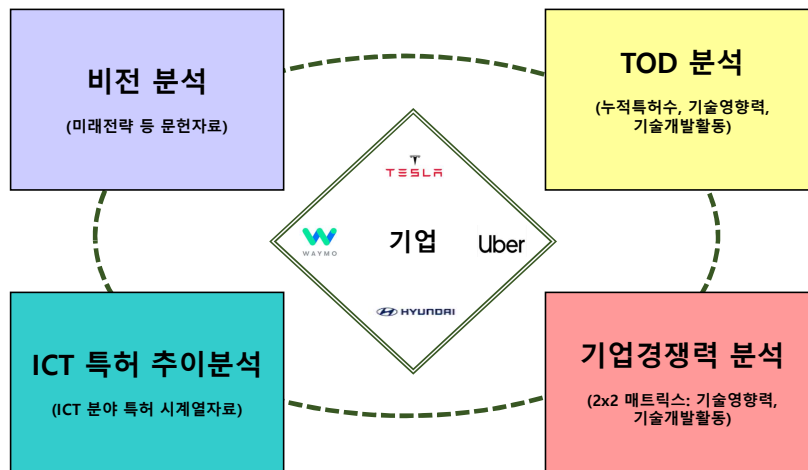 비전 분석
(미래전략 등 문헌자료)
TOD 분석
(누적특허수, 기술영향력,
기술개발활동)
TESLA
WAYMO
기업
Uber
HYUNDAI
ICT 특허 추이분석
(ICT 분야 특허 시계열자료)
기업경쟁력 분석
(2x2 매트릭스: 기술영향력,
기술개발활동)